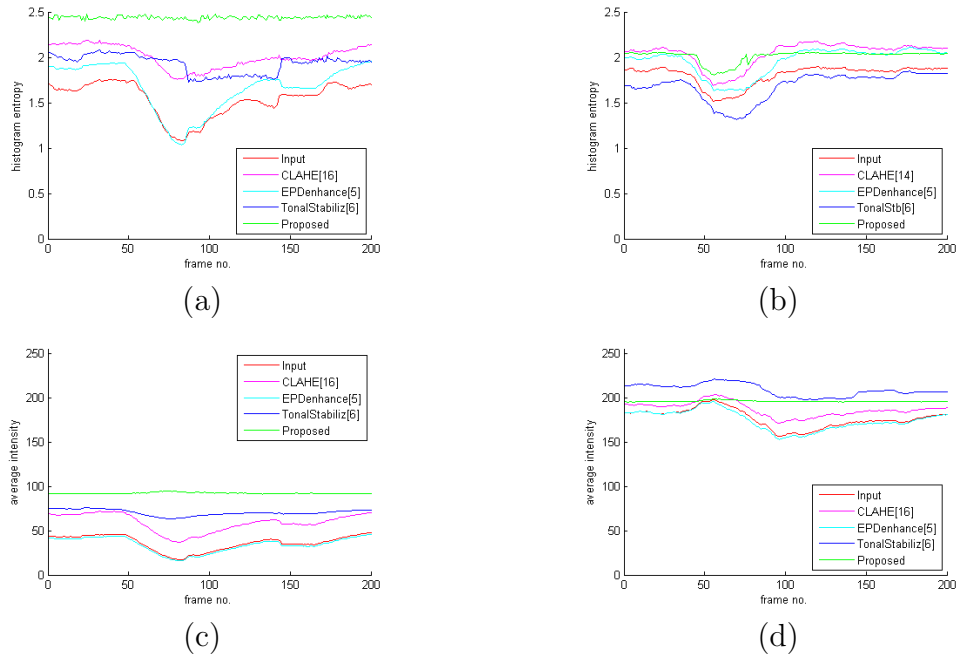 2.5
2
1.5
1
0.5
0
histogram entropy
0 50 100 150 200
frame no.
Input
CLAHE[16]
EPDenhance[5]
TonalStabiliz[6]
Proposed
(a)
2.5
2
1.5
1
0.5
0
histogram entropy
0 50 100 150 200
frame no.
Input
CLAHE[14]
EPDenhance[5]
TonalStb[6]
Proposed
(b)
250
200
150
100
50
0
average intensity
0 50 100 150 200
frame no.
Input
CLAHE[16]
EPDenhance[5]
TonalStabiliz[6]
Proposed
(c)
250
200
150
100
50
0
average intensity
0 50 100 150 200
frame no.
Input
CLAHE[16]
EPDenhance[5]
TonalStabiliz[6]
Proposed
(d)